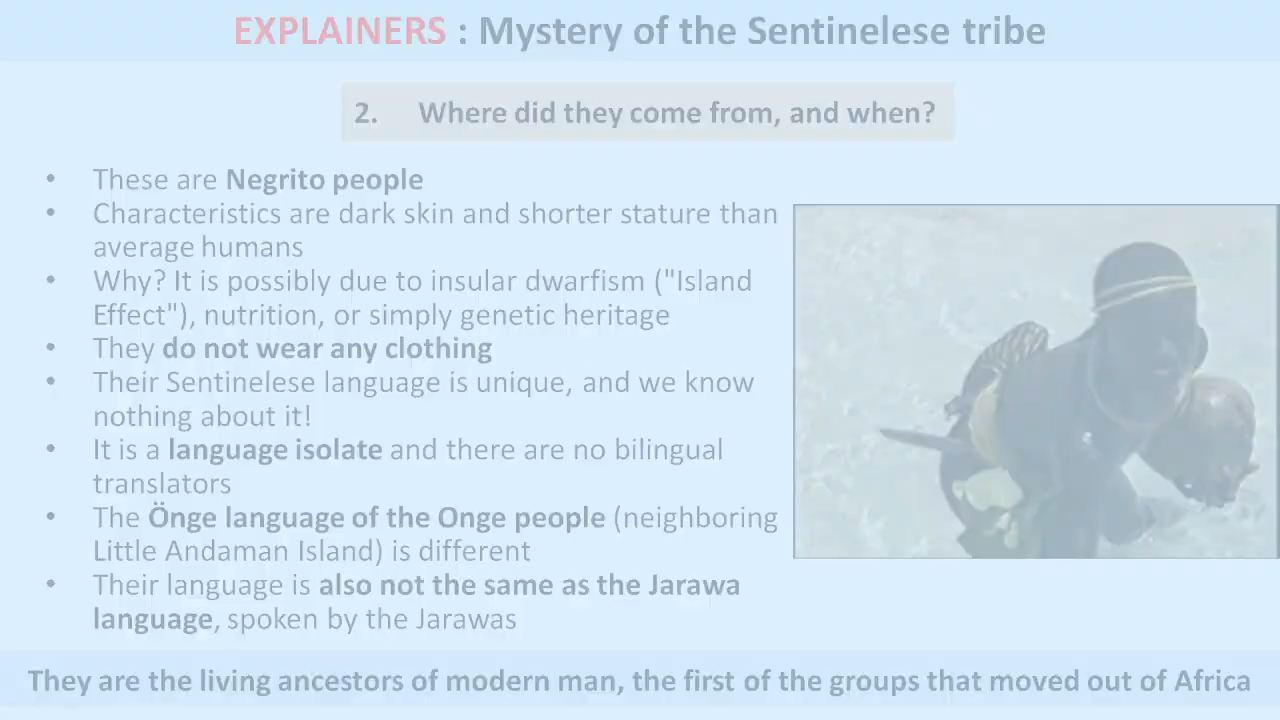 EXPLAINERS : Mystery of the Sentinelese tribe
2. Where did they come from, and when?
• These are Negrito people
• Characteristics are dark skin and shorter stature than
average humans
• Why? It is possibly due to insular dwarfism ("Island
Effect"), nutrition, or simply genetic heritage
• They do not wear any clothing
• Their Sentinelese language is unique, and we know
nothing about it!
• It is a language isolate and there are no bilingual
translators
• The Önge language of the Onge people (neighboring
Little Andaman Island) is different
• Their language is also not the same as the Jarawa
language, spoken by the Jarawas
They are the living ancestors of modern man, the first of the groups that moved out of Africa